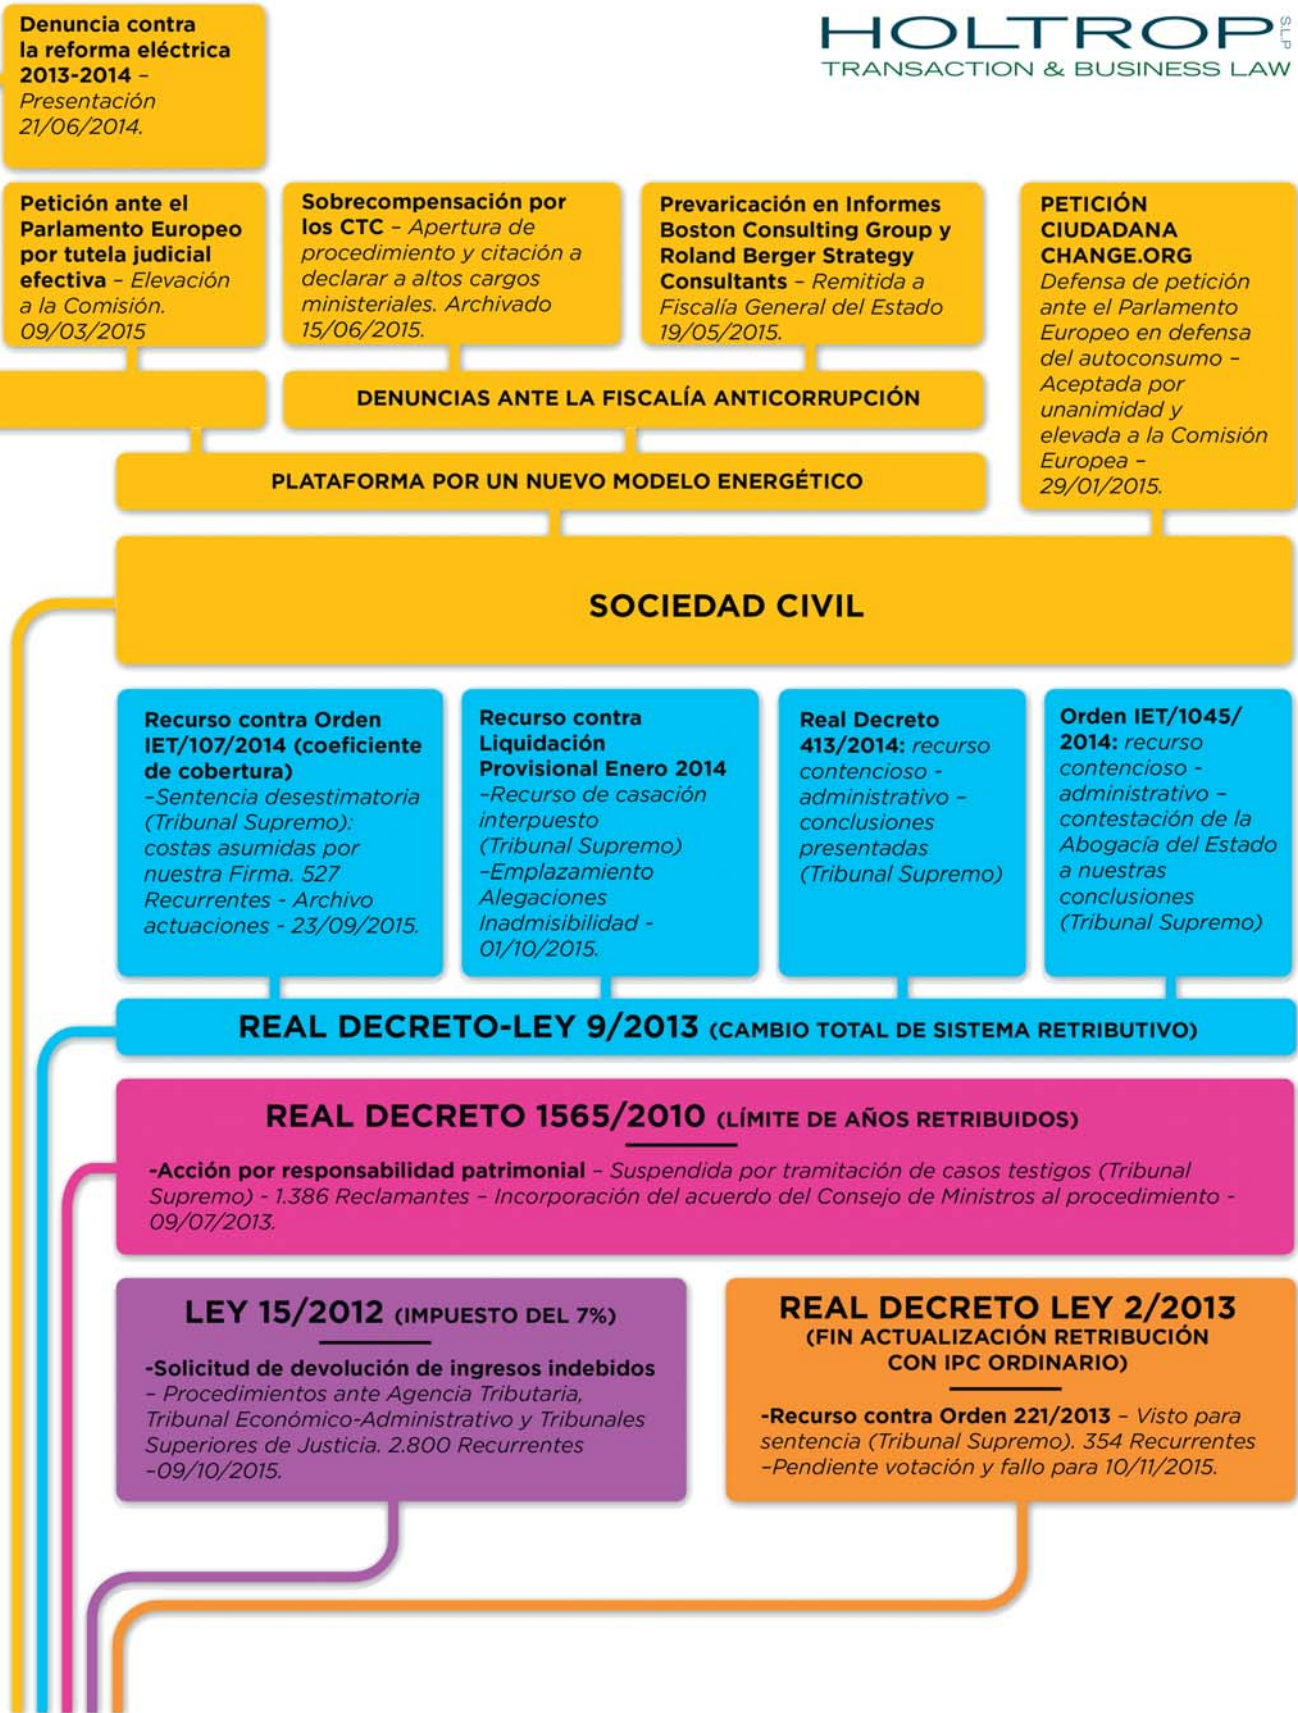 HOLTROP SLP
TRANSACTION & BUSINESS LAW
Denuncia contra
la reforma eléctrica
2013-2014 –
Presentación
21/06/2014.
Petición ante el
Parlamento Europeo
por tutela judicial
efectiva – Elevación
a la Comisión.
09/03/2015
Sobrecompensación por
los CTC – Apertura de
procedimiento y citación a
declarar a altos cargos
ministeriales. Archivado
15/06/2015.
Prevaricación en Informes
Boston Consulting Group y
Roland Berger Strategy
Consultants – Remitida a
Fiscalía General del Estado
19/05/2015.
PETICIÓN
CIUDADANA
CHANGE.ORG
Defensa de petición
ante el Parlamento
Europeo en defensa
del autoconsumo –
Aceptada por
unanimidad y
elevada a la Comisión
Europea –
29/01/2015.
DENUNCIAS ANTE LA FISCALÍA ANTICORRUPCIÓN
PLATAFORMA POR UN NUEVO MODELO ENERGÉTICO
SOCIEDAD CIVIL
Recurso contra Orden
IET/107/2014 (coeficiente
de cobertura)
–Sentencia desestimatoria
(Tribunal Supremo):
costas asumidas por
nuestra Firma. 527
Recurrentes - Archivo
actuaciones - 23/09/2015.
Recurso contra
Liquidación
Provisional Enero 2014
–Recurso de casación
interpuesto
(Tribunal Supremo)
–Emplazamiento
Alegaciones
Inadmisibilidad -
01/10/2015.
Real Decreto
413/2014: recurso
contencioso -
administrativo –
conclusiones
presentadas
(Tribunal Supremo)
Orden IET/1045/
2014: recurso
contencioso -
administrativo –
contestación de la
Abogacía del Estado
a nuestras
conclusiones
(Tribunal Supremo)
REAL DECRETO-LEY 9/2013 (CAMBIO TOTAL DE SISTEMA RETRIBUTIVO)
REAL DECRETO 1565/2010 (LÍMITE DE AÑOS RETRIBUIDOS)
-Acción por responsabilidad patrimonial – Suspendida por tramitación de casos testigos (Tribunal
Supremo) - 1.386 Reclamantes – Incorporación del acuerdo del Consejo de Ministros al procedimiento -
09/07/2013.
LEY 15/2012 (IMPUESTO DEL 7%)
-Solicitud de devolución de ingresos indebidos
– Procedimientos ante Agencia Tributaria,
Tribunal Económico-Administrativo y Tribunales
Superiores de Justicia. 2.800 Recurrentes
–09/10/2015.
REAL DECRETO LEY 2/2013
(FIN ACTUALIZACIÓN RETRIBUCIÓN
CON IPC ORDINARIO)
-Recurso contra Orden 221/2013 – Visto para
sentencia (Tribunal Supremo). 354 Recurrentes
–Pendiente votación y fallo para 10/11/2015.